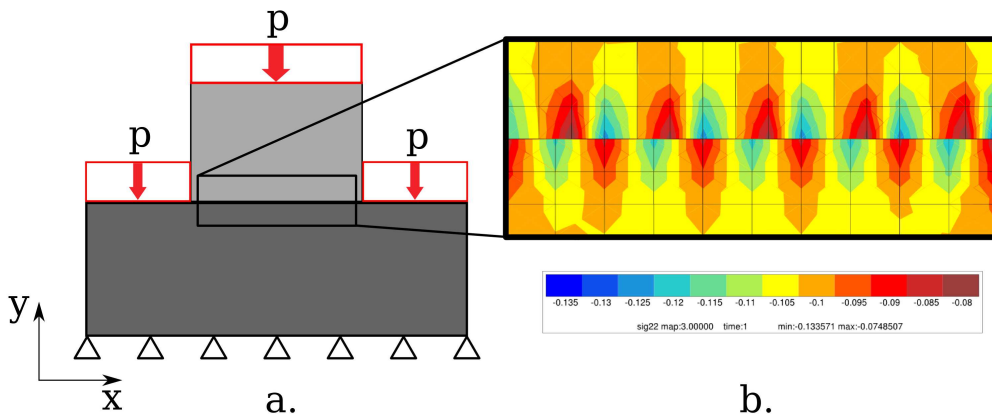 p
p
p
y
x
a.
-0.135 -0.13 -0.125 -0.12 -0.115 -0.11 -0.105 -0.1 -0.095 -0.09 -0.085 -0.08
sig22 map:3.00000 time:1 min:-0.133571 max:-0.0748507
b.